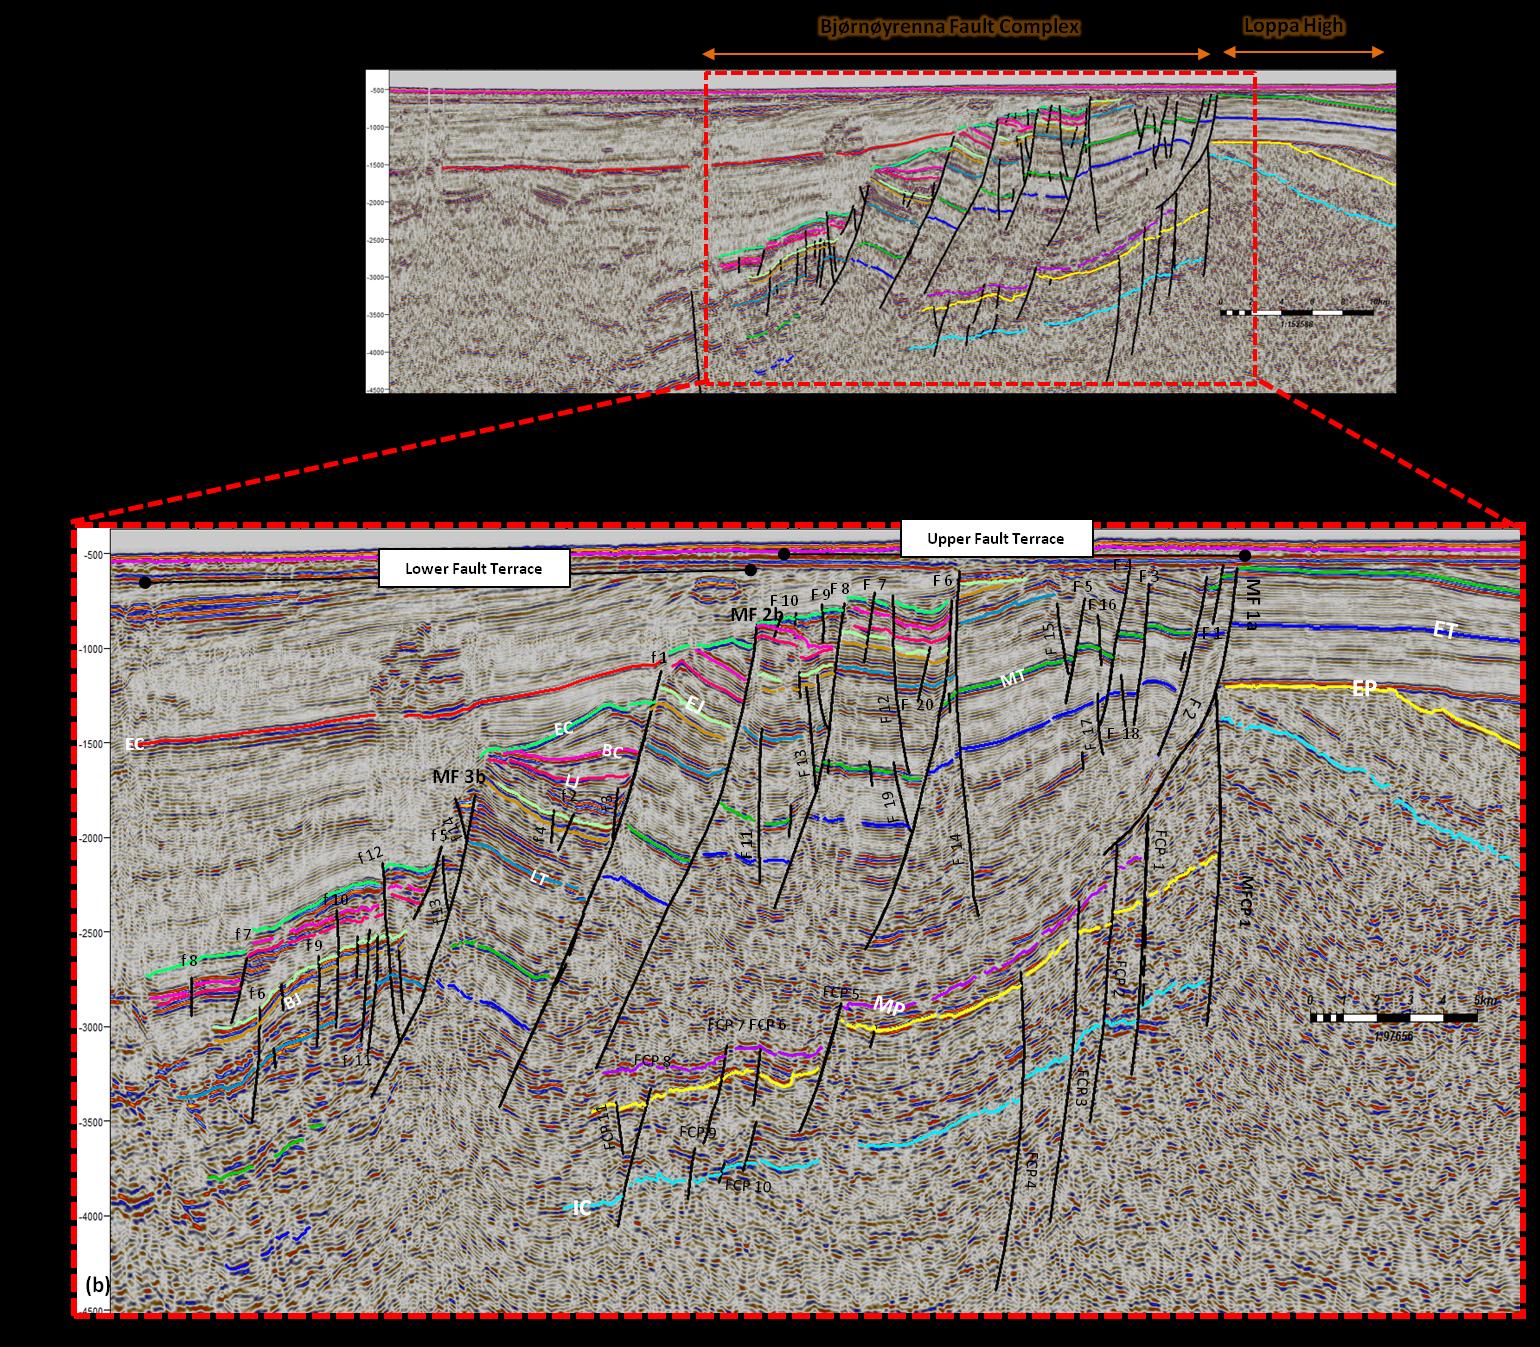 Bjørnøyrenna Fault Complex
Loppa High
-500
-1000
-1500
-2000
-2500
-3000
-3500
-4000
-4500
1:152588
Upper Fault Terrace
Lower Fault Terrace
-500
-1000
-1500
-2000
-2500
-3000
-3500
-4000
-4500
F 4
F 3
F 5
F 16
F 15
F 6
F 7
F 8
F 9
F 10
MF 2b
MF 1a
F 1
ET
f 1
MT
EP
EJ
F 12
F 20
F 2
EC
EC
BC
F 17
F 18
LJ
F 13
MF 3b
f 2
f 3
F 19
f 4
f 14
f 5
F 11
F 14
FCP 1
f 12
LT
f 10
f 13
MFCP 1
f 7
f 9
f 8
FCP 2
f 6
BJ
FCP 5
MP
0 1 2 3 4 5km
1:97656
FCP 7
FCP 6
f 11
FCP 8
FCP 3
FCP 9
FCP 4
FCP 10
IC
(b)